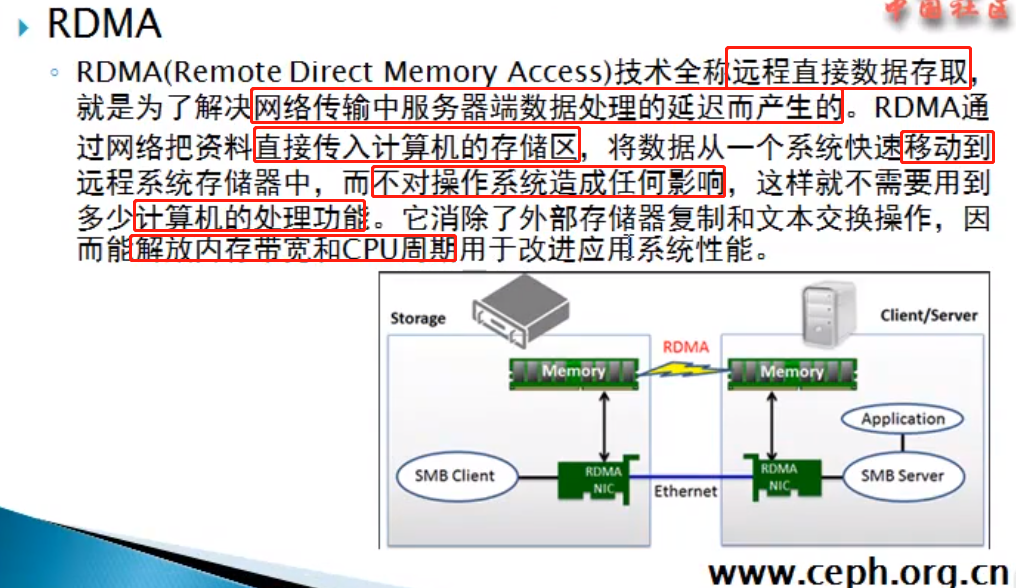 中国社区
RDMA
RDMA(Remote Direct Memory Access)技术全称远程直接数据存取，
就是为了解决网络传输中服务器端数据处理的延迟而产生的。RDMA通
过网络把资料直接传入计算机的存储区，将数据从一个系统快速移动到
远程系统存储器中，而不对操作系统造成任何影响，这样就不需要用到
多少计算机的处理功能。它消除了外部存储器复制和文本交换操作，因
而能解放内存带宽和CPU周期用于改进应用系统性能。
Storage
Client/Server
RDMA
Memory
Memory
Application
SMB Client
RDMA
NIC
Ethernet
RDMA
NIC
SMB Server
www.ceph.org.cn